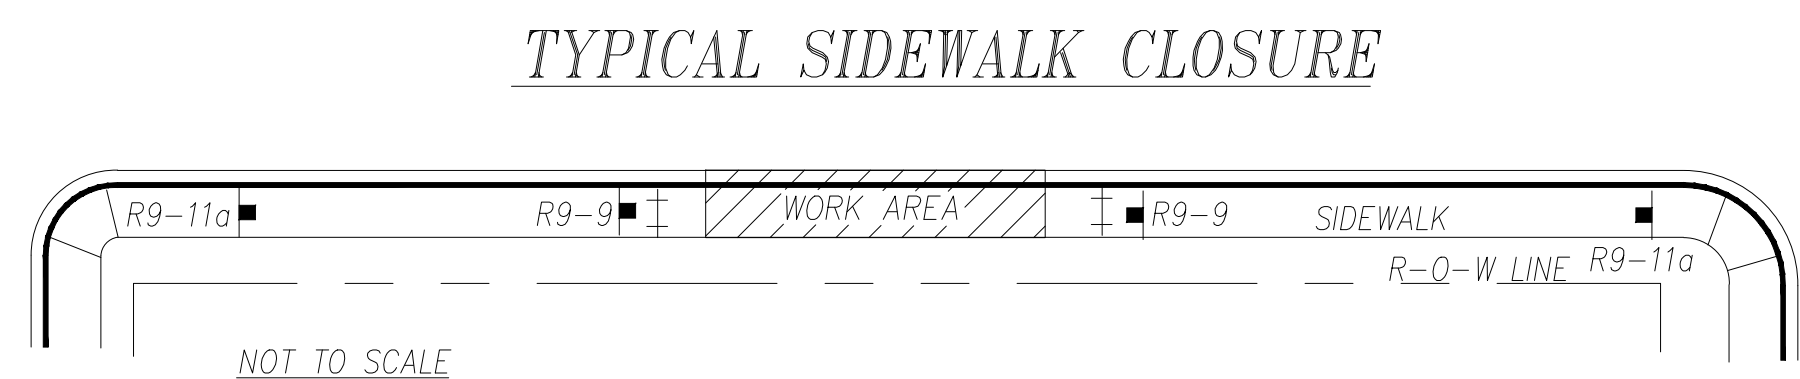 TYPICAL SIDEWALK CLOSURE
R9-11a
R9-9
WORK AREA
R9-9
SIDEWALK
R9-11a
R-O-W LINE
NOT TO SCALE